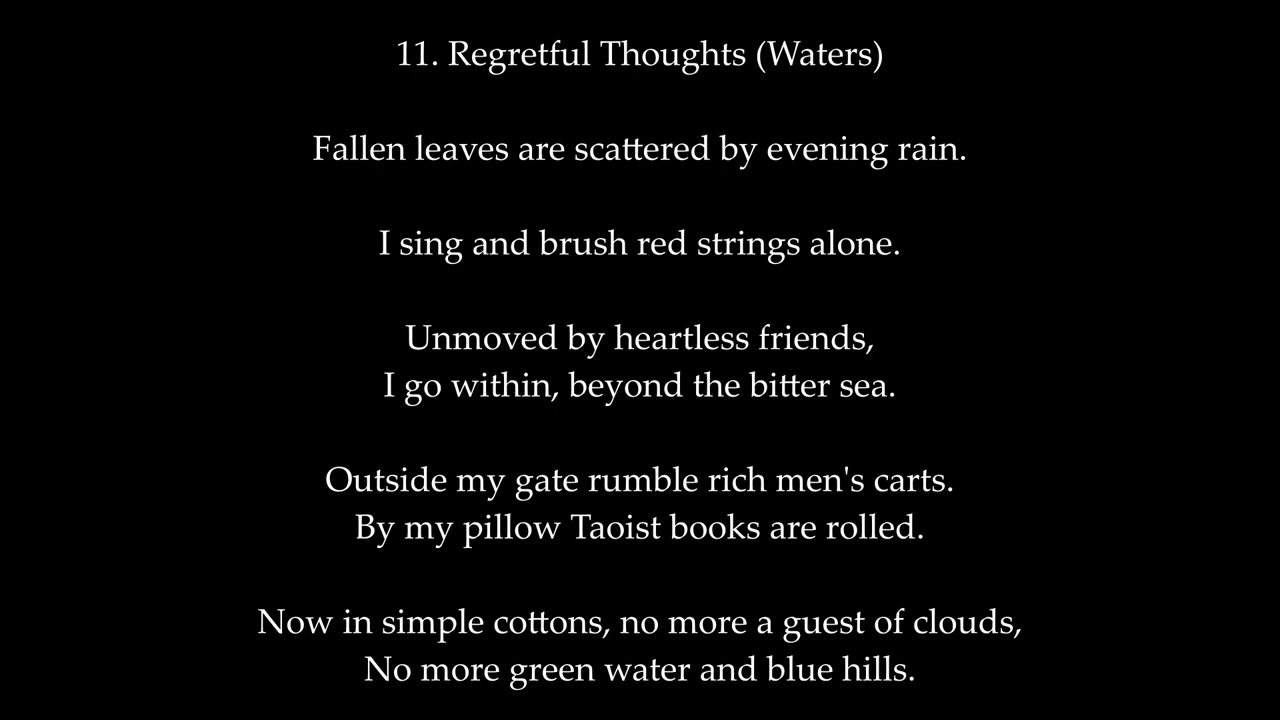 11. Regretful Thoughts (Waters)
Fallen leaves are scattered by evening rain.
I sing and brush red strings alone.
Unmoved by heartless friends,
I go within, beyond the bitter sea.
Outside my gate rumble rich men's carts.
By my pillow Taoist books are rolled.
Now in simple cottons, no more a guest of clouds,
No more green water and blue hills.